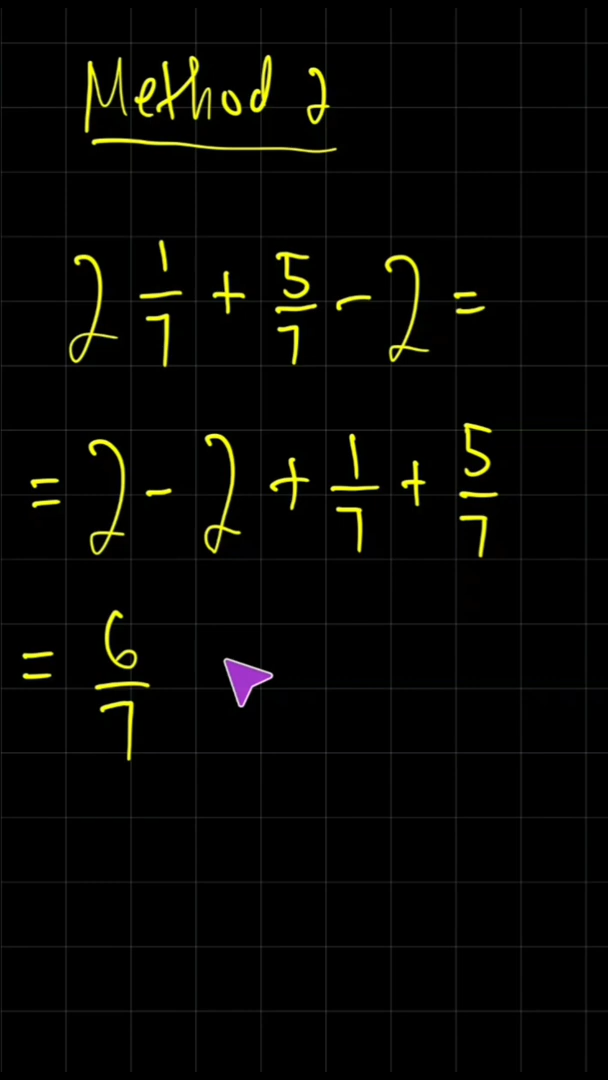 Method 2
2 1/7 + 5/7 - 2 =
= 2 - 2 + 1/7 + 5/7
= 6/7